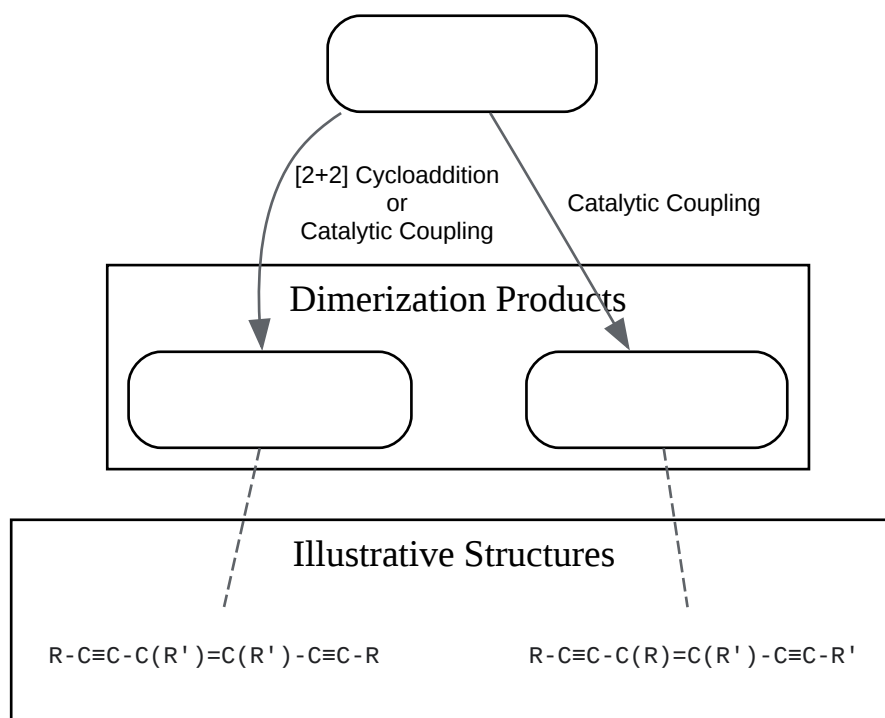 [2+2] Cycloaddition
or
Catalytic Coupling
Catalytic Coupling
Dimerization Products
Illustrative Structures
R-C≡C-C(R')=C(R')-C≡C-R
R-C≡C-C(R)=C(R')-C≡C-R'